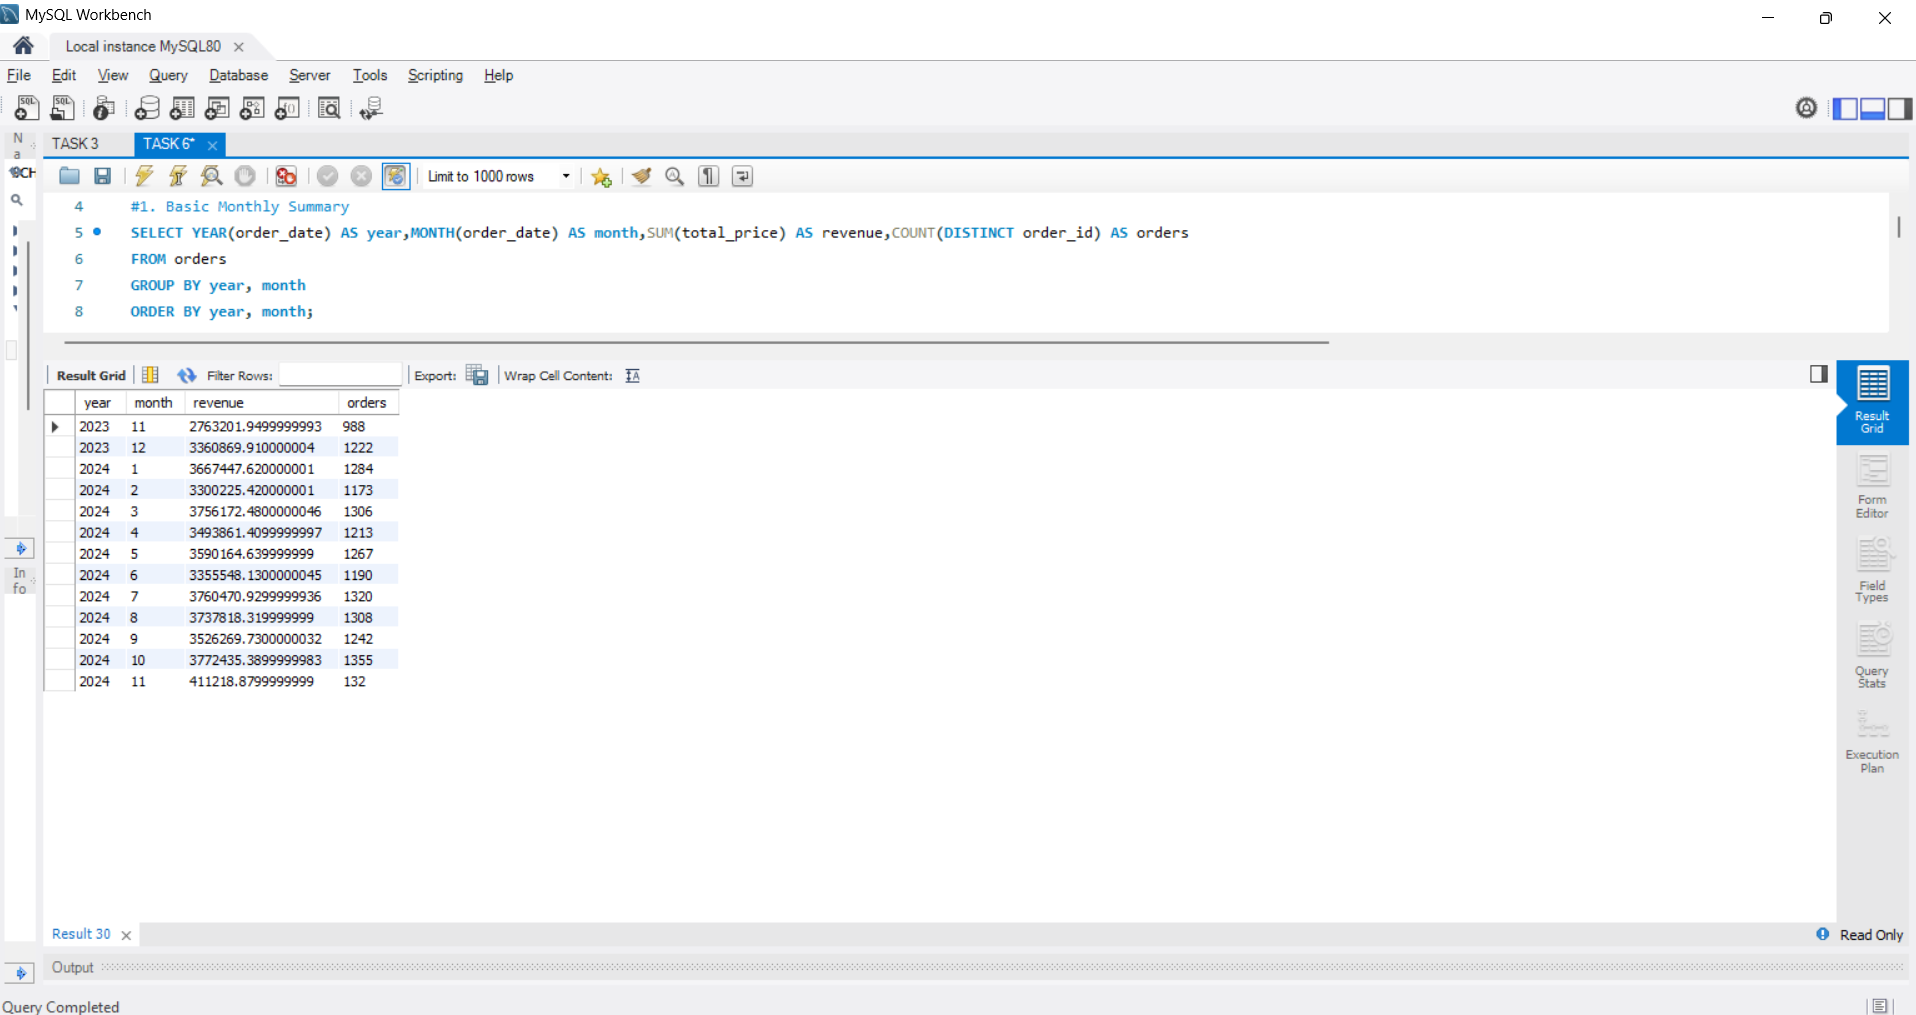 MySQL Workbench
Local instance MySQL80
File Edit View Query Database Server Tools Scripting Help
N
a
TASK 3 TASK 6*
SCH
Limit to 1000 rows
4 #1. Basic Monthly Summary
5 SELECT YEAR(order_date) AS year,MONTH(order_date) AS month,SUM(total_price) AS revenue,COUNT(DISTINCT order_id) AS orders
6 FROM orders
7 GROUP BY year, month
8 ORDER BY year, month;
Result Grid Filter Rows: Export: Wrap Cell Content:
year month revenue orders
2023 11 2763201.9499999993 988
2023 12 3360869.910000004 1222
2024 1 3667447.620000001 1284
2024 2 3300225.420000001 1173
2024 3 3756172.4800000046 1306
2024 4 3493861.4099999997 1213
2024 5 3590164.639999999 1267
2024 6 3355548.1300000045 1190
2024 7 3760470.9299999936 1320
2024 8 3737818.319999999 1308
2024 9 3526269.7300000032 1242
2024 10 3772435.3899999983 1355
2024 11 411218.8799999999 132
In
fo
Result
Grid
Form
Editor
Field
Types
Query
Stats
Execution
Plan
Result 30
Read Only
Output
Query Completed